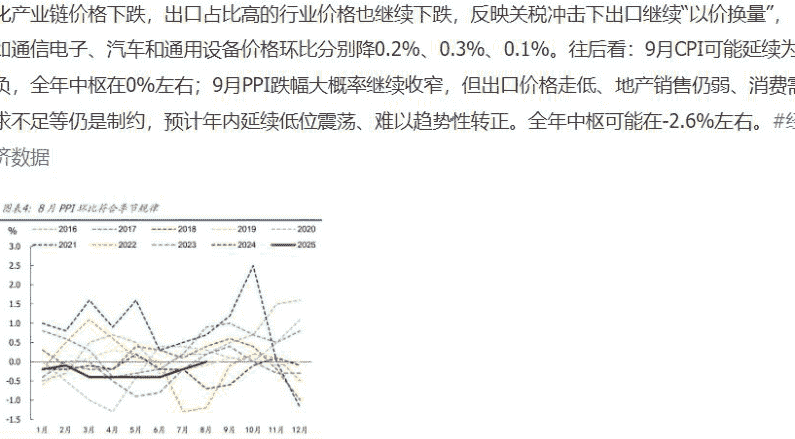 化产业链价格下跌，出口占比高的行业价格也继续下跌，反映关税冲击下出口继续“以价换量”，
如通信电子、汽车和通用设备价格环比分别降0.2%、0.3%、0.1%。往后看：9月CPI可能延续为
负，全年中枢在0%左右；9月PPI跌幅大概率继续收窄，但出口价格走低、地产销售仍弱、消费需
求不足等仍是制约，预计年内延续低位震荡、难以趋势性转正。全年中枢可能在-2.6%左右。#经
济数据
图表4: 8月PPI环比符合季节规律
% 2016 2017 2018 2019 2020
2021 2022 2023 2024 2025
3.0
2.5
2.0
1.5
1.0
0.5
0.0
-0.5
-1.0
-1.5
1月 2月 3月 4月 5月 6月 7月 8月 9月 10月 11月 12月